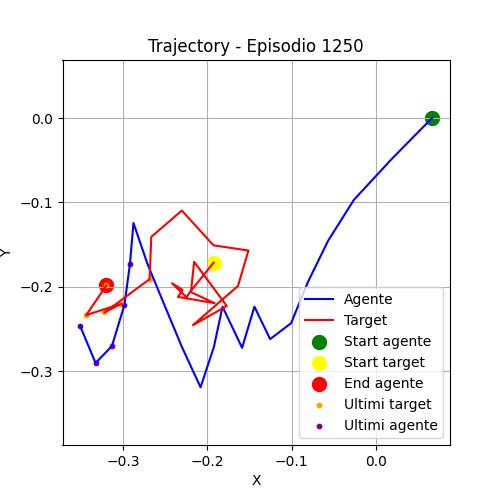 Trajectory - Episodio 1250
0.0
−0.1
−0.2
−0.3
Y
−0.3
−0.2
−0.1
0.0
X
Agente
Target
Start agente
Start target
End agente
Ultimi target
Ultimi agente